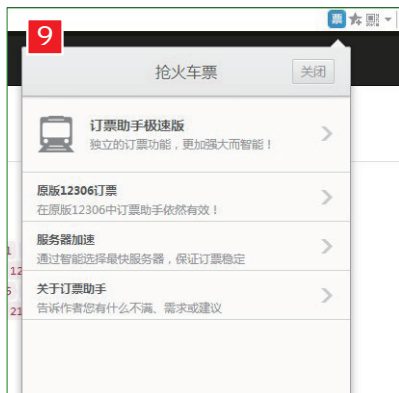 票
9
抢火车票
关闭
订票助手极速版
独立的订票功能，更加强大而智能！
原版12306订票
在原版12306中订票助手依然有效！
服务器加速
通过智能选择最快服务器，保证订票稳定
关于订票助手
告诉作者您有什么不满、需求或建议
1
12
5
21